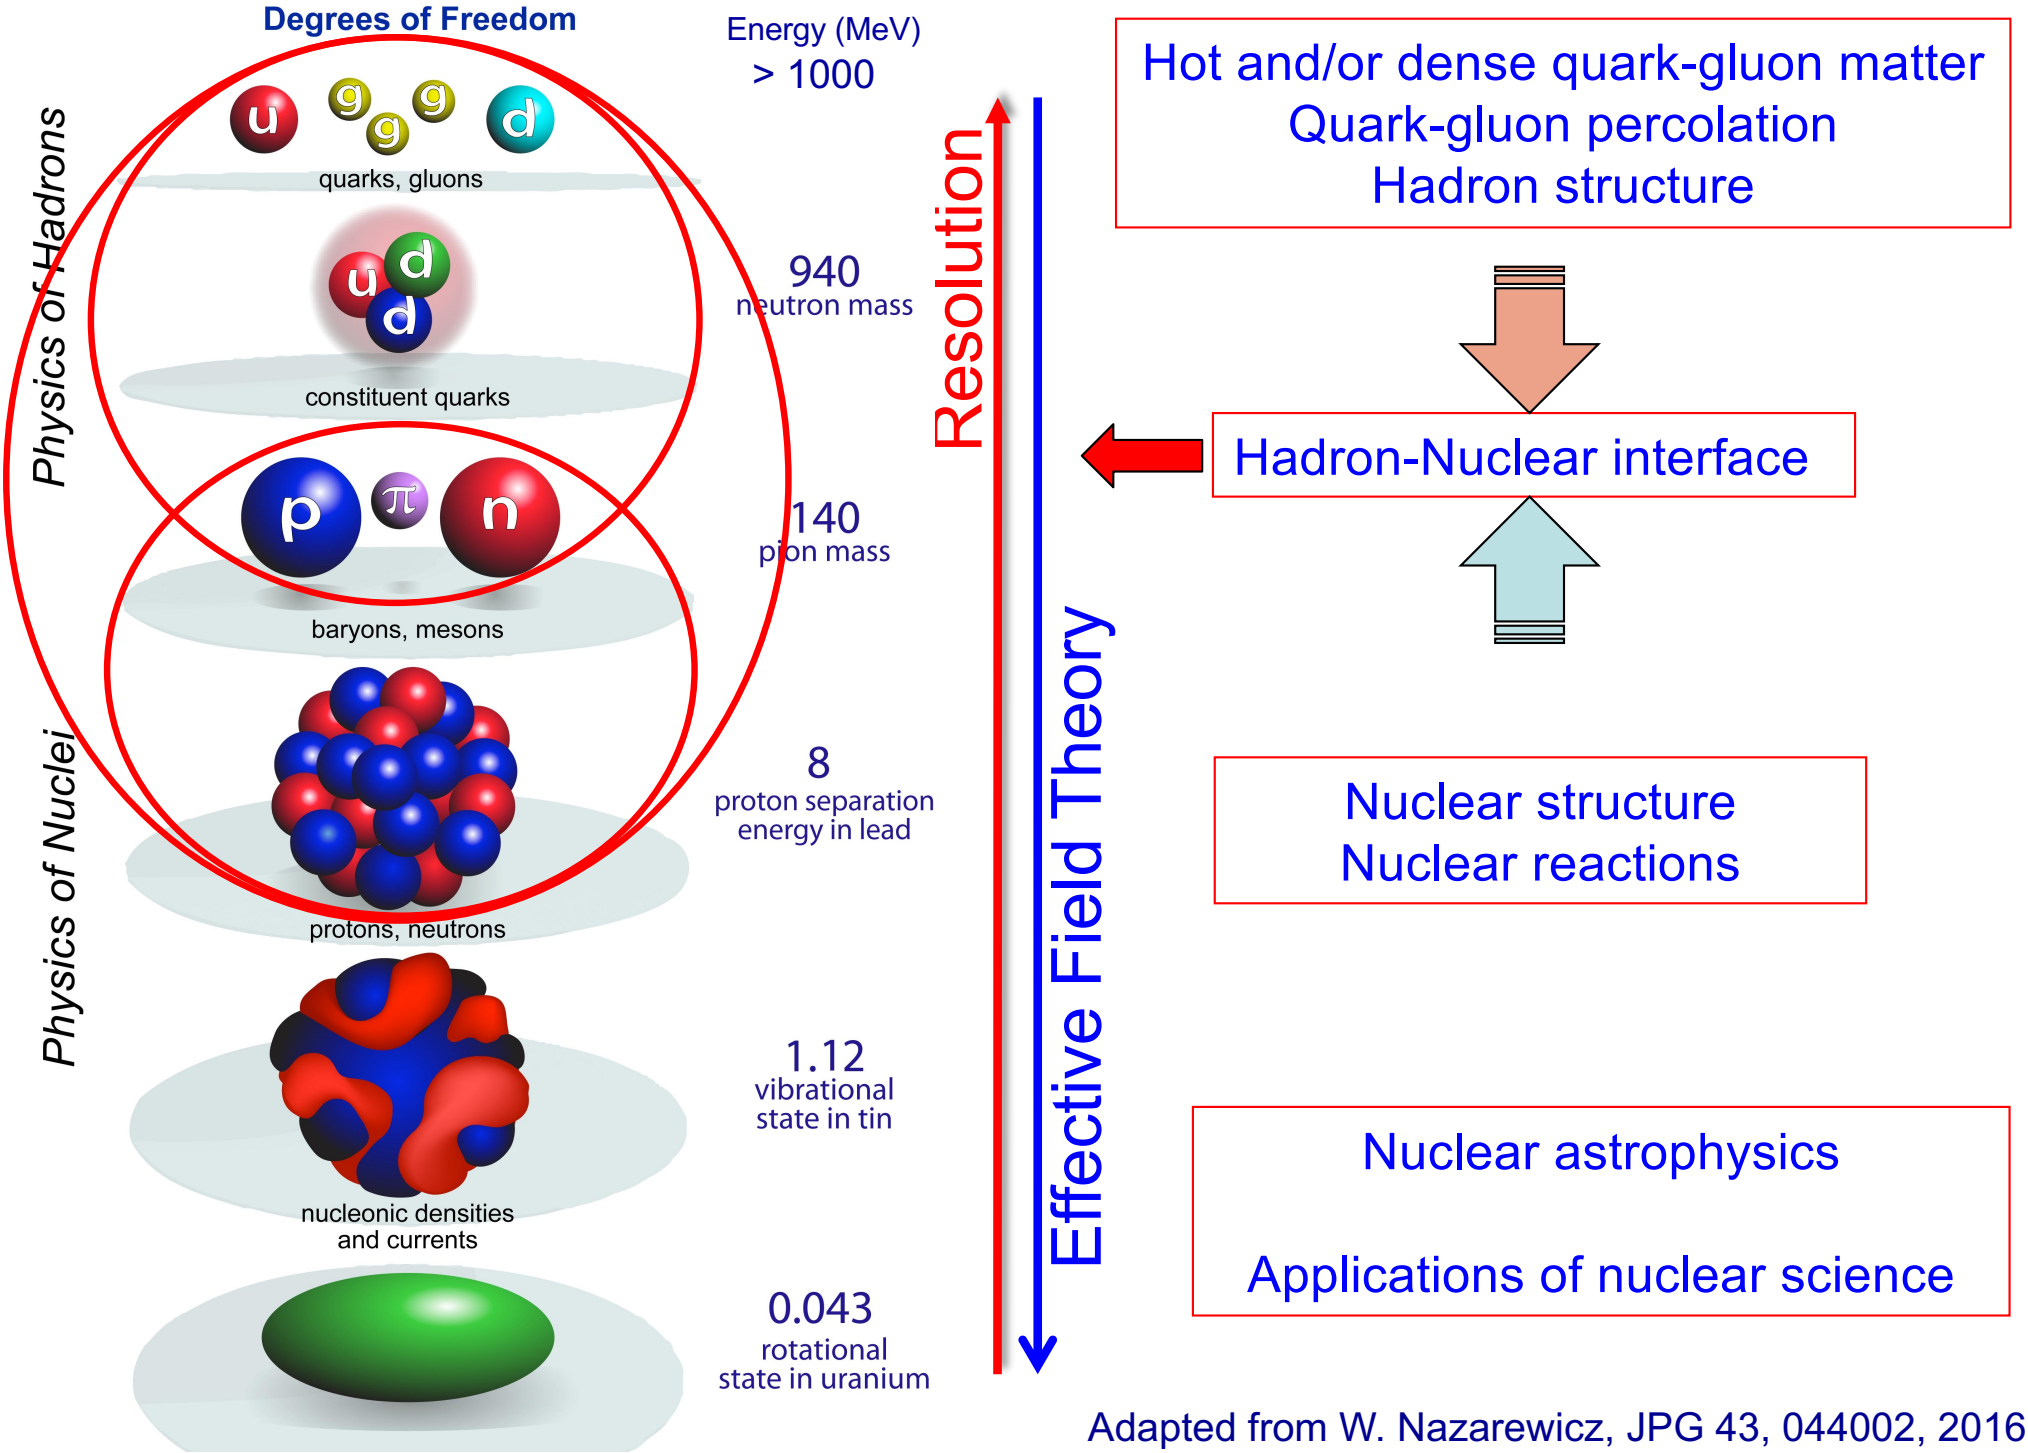 Degrees of Freedom
Energy (MeV)
> 1000
u
g
g
g
d
quarks, gluons
Physics of Hadrons
u
d
d
constituent quarks
940
neutron mass
p
π
n
baryons, mesons
140
pion mass
Physics of Nuclei
protons, neutrons
8
proton separation
energy in lead
nucleonic densities
and currents
1.12
vibrational
state in tin
0.043
rotational
state in uranium
Resolution
Effective Field Theory
Hot and/or dense quark-gluon matter
Quark-gluon percolation
Hadron structure
Hadron-Nuclear interface
Nuclear structure
Nuclear reactions
Nuclear astrophysics
Applications of nuclear science
Adapted from W. Nazarewicz, JPG 43, 044002, 2016